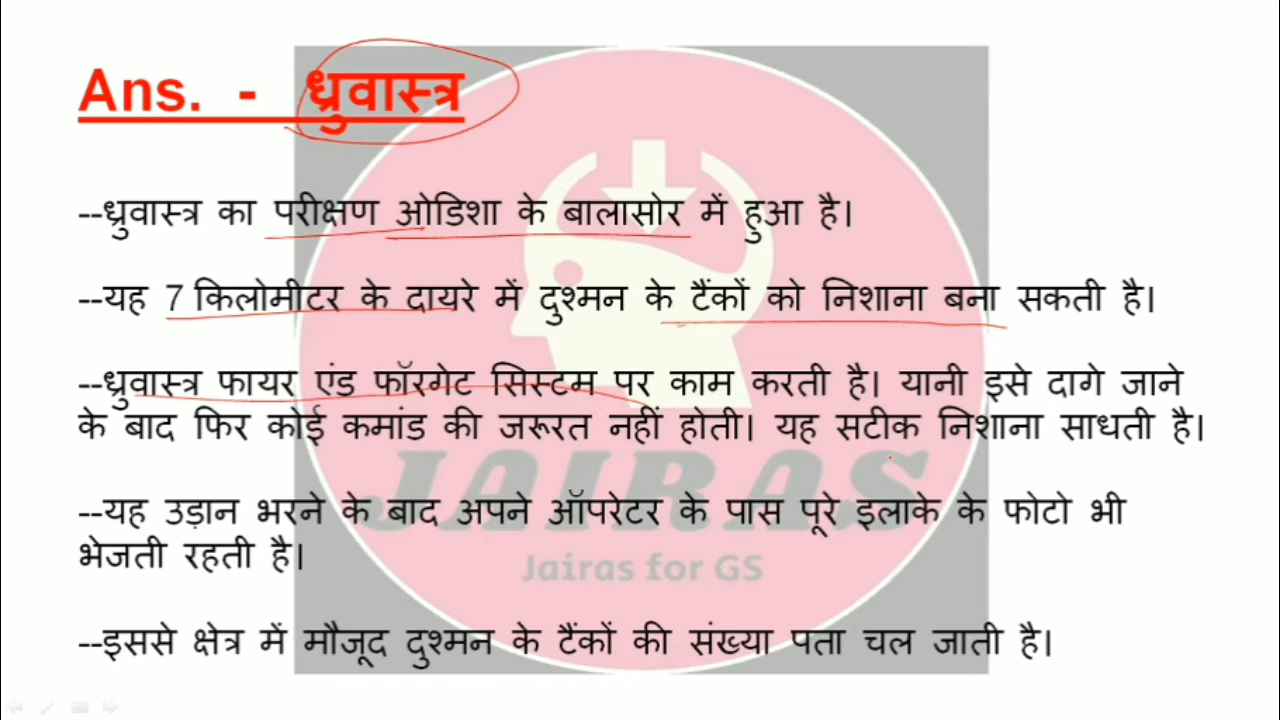 Ans. - ध्रुवास्त्र
--ध्रुवास्त्र का परीक्षण ओडिशा के बालासोर में हुआ है।
--यह 7 किलोमीटर के दायरे में दुश्मन के टैंकों को निशाना बना सकती है।
--ध्रुवास्त्र फायर एंड फॉरगेट सिस्टम पर काम करती है। यानी इसे दागे जाने
के बाद फिर कोई कमांड की जरूरत नहीं होती। यह सटीक निशाना साधती है।
JAIRAS
--यह उड़ान भरने के बाद अपने ऑपरेटर के पास पूरे इलाके के फोटो भी
भेजती रहती है।
Jairas for GS
--इससे क्षेत्र में मौजूद दुश्मन के टैंकों की संख्या पता चल जाती है।